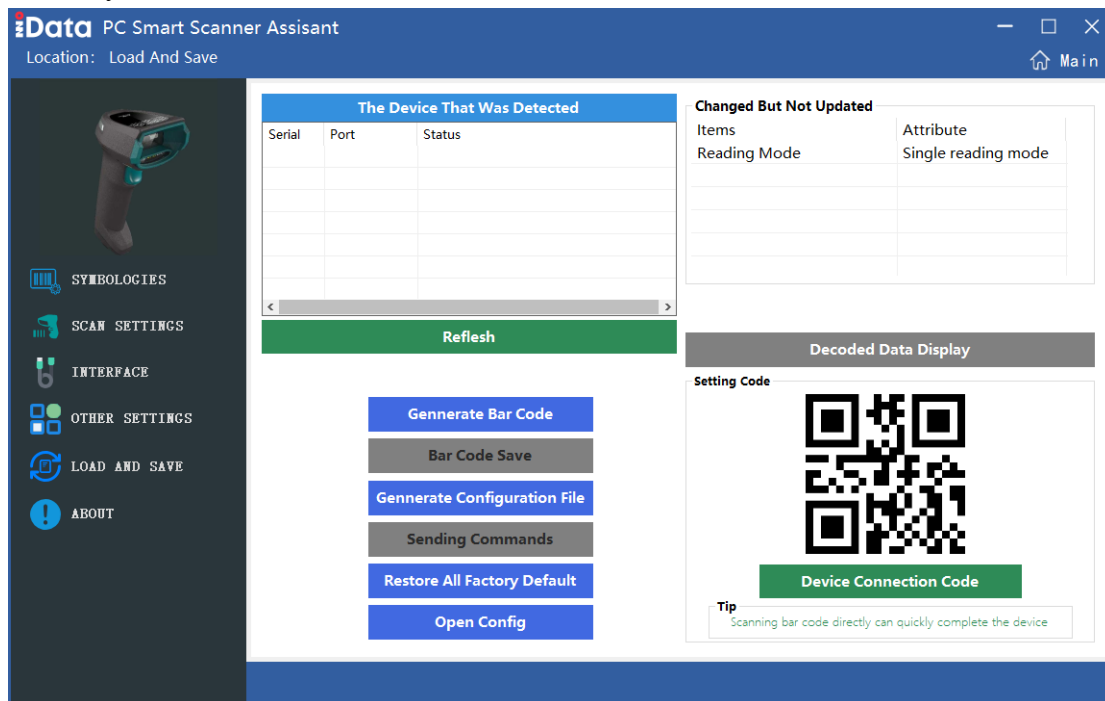 iData PC Smart Scanner Assisant
Location: Load And Save
Main
SYMBOLOGIES
SCAN SETTINGS
INTERFACE
OTHER SETTINGS
LOAD AND SAVE
ABOUT
The Device That Was Detected
Serial Port Status
Reflesh
Gennerate Bar Code
Bar Code Save
Gennerate Configuration File
Sending Commands
Restore All Factory Default
Open Config
Changed But Not Updated
Items Attribute
Reading Mode Single reading mode
Decoded Data Display
Setting Code
Device Connection Code
Tip
Scanning bar code directly can quickly complete the device